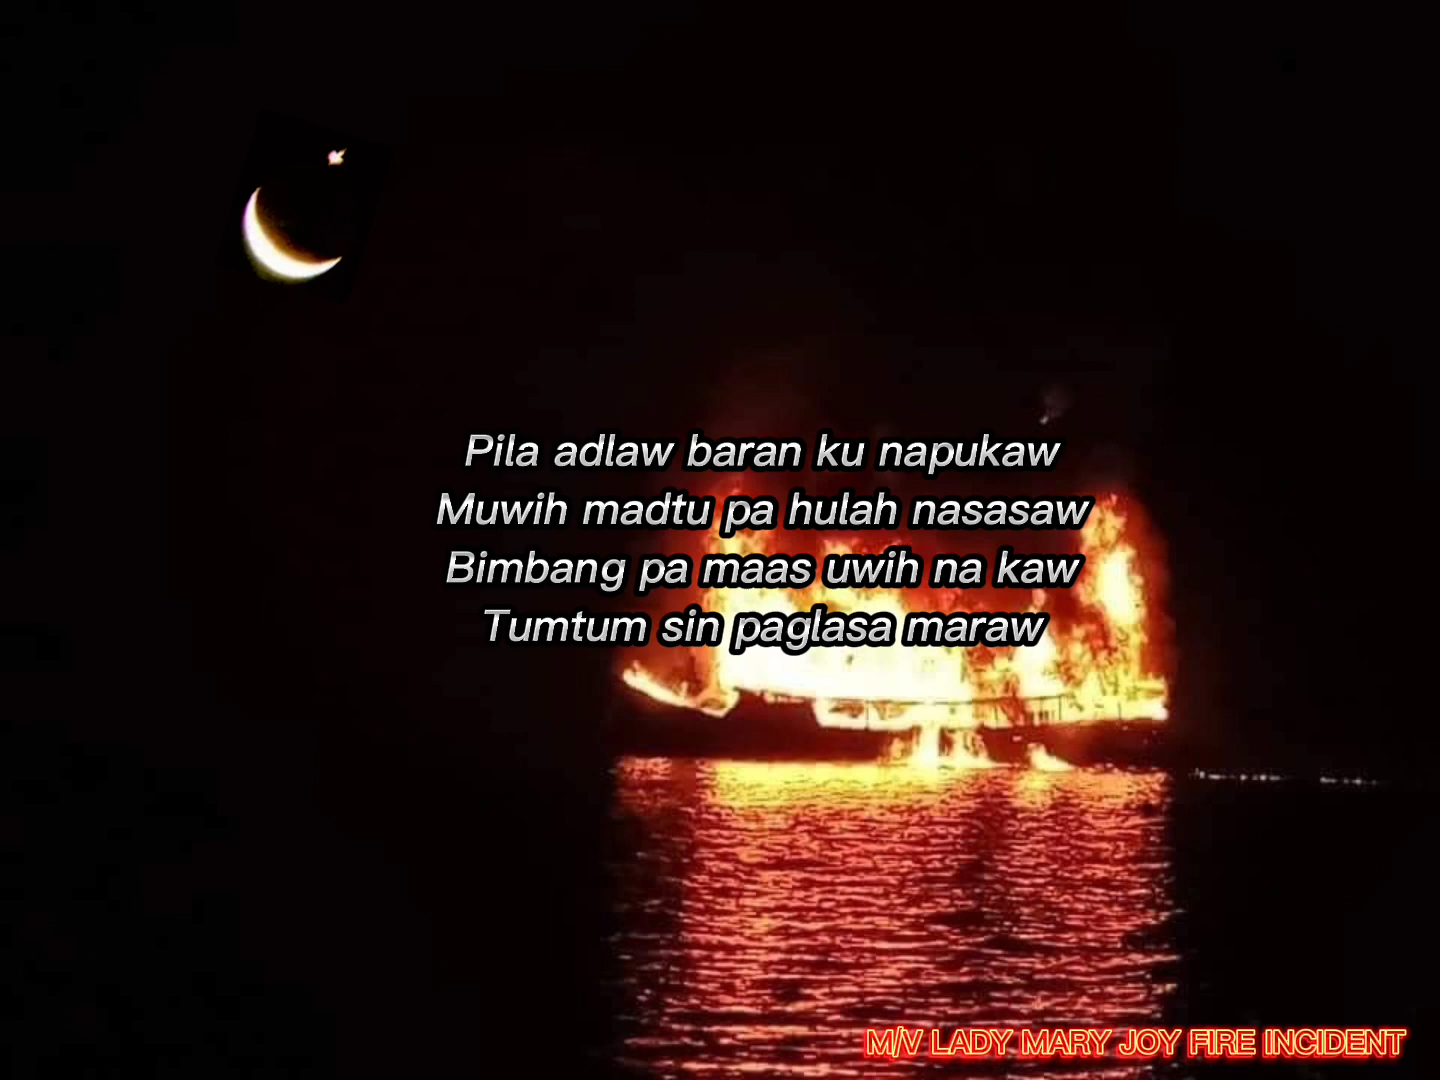 Pila adlaw baran ku napukaw
Muwih madtu pa hulah nasasaw
Bimbang pa maas uwih na kaw
Tumtum sin paglasa maraw
M/V LADY MARY JOY FIRE INCIDENT